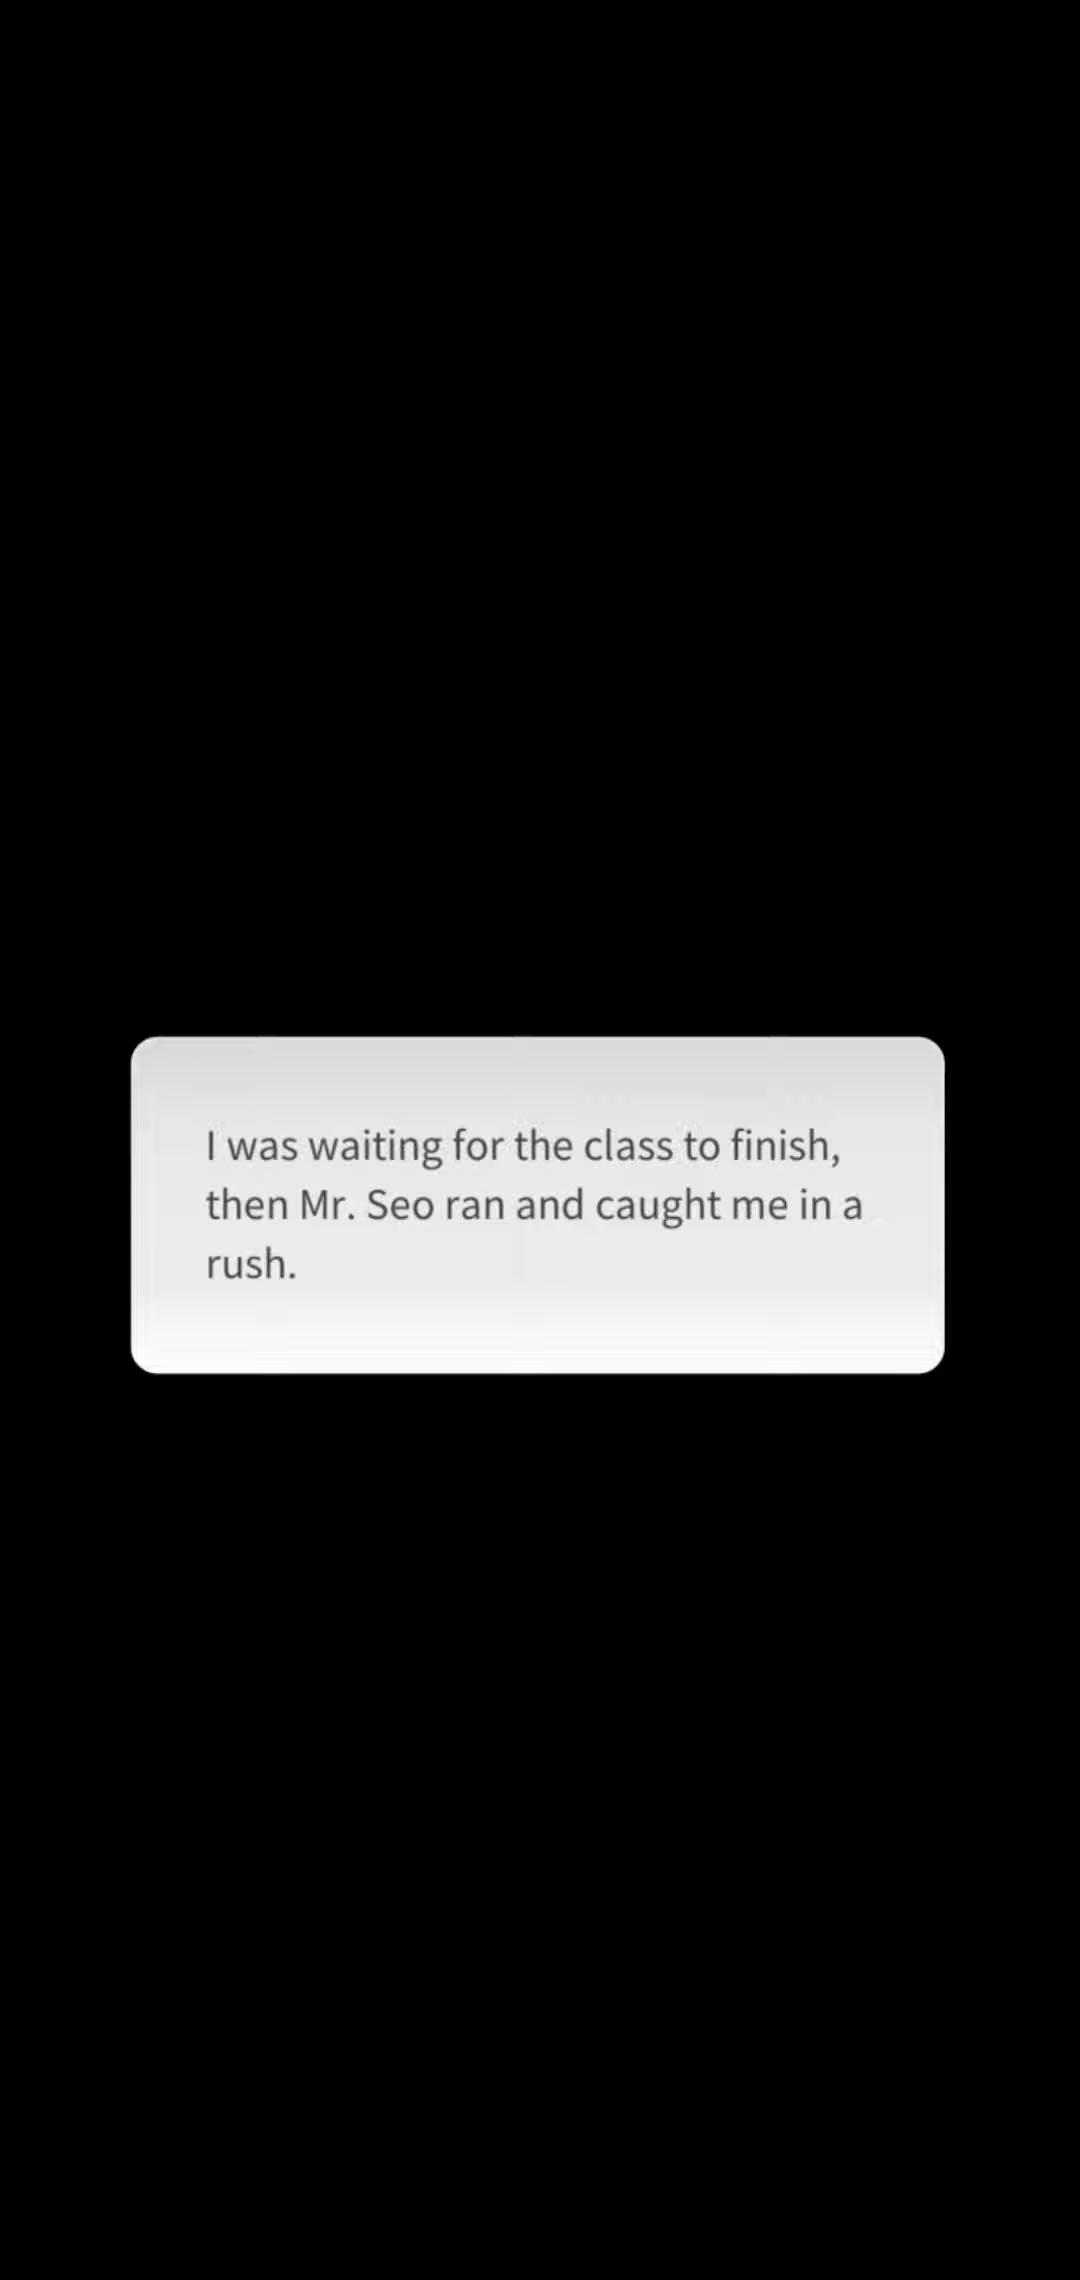 I was waiting for the class to finish,
then Mr. Seo ran and caught me in a
rush.